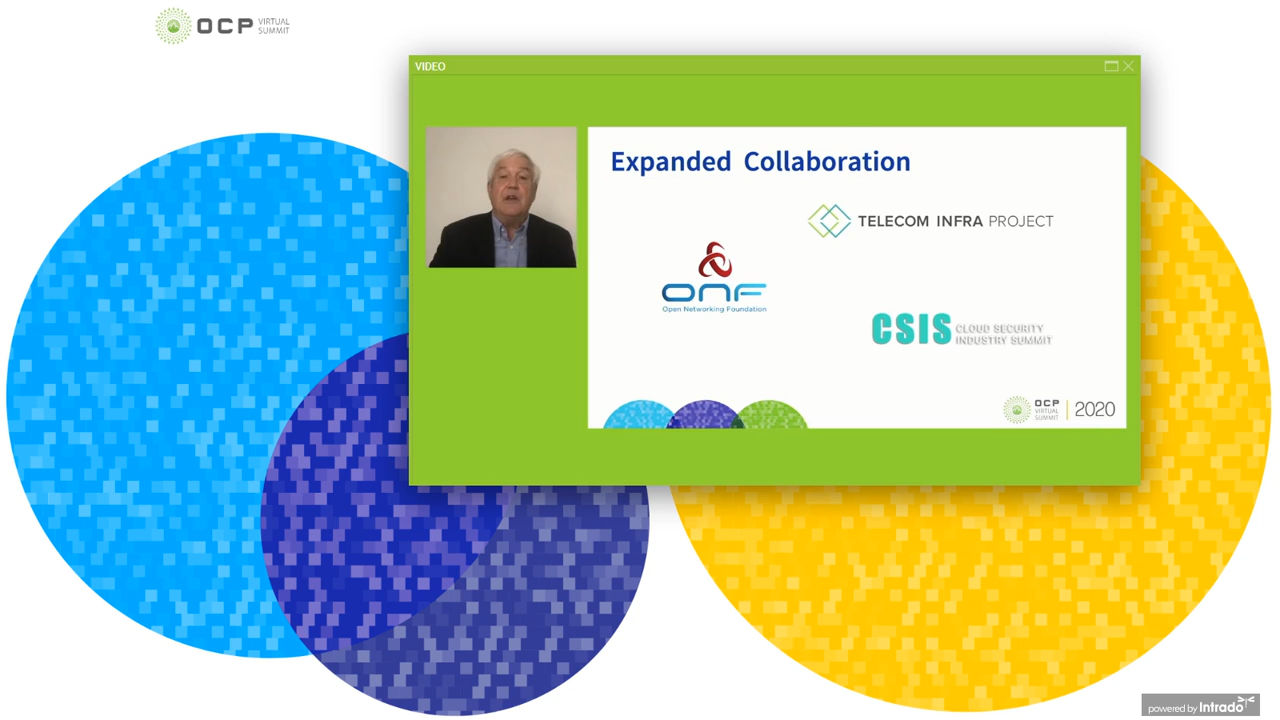 OCP VIRTUAL
SUMMIT
VIDEO
Expanded Collaboration
TELECOM INFRA PROJECT
ONF
Open Networking Foundation
CSIS CLOUD SECURITY
INDUSTRY SUMMIT
OCP
VIRTUAL
SUMMIT
2020
powered by Intrado